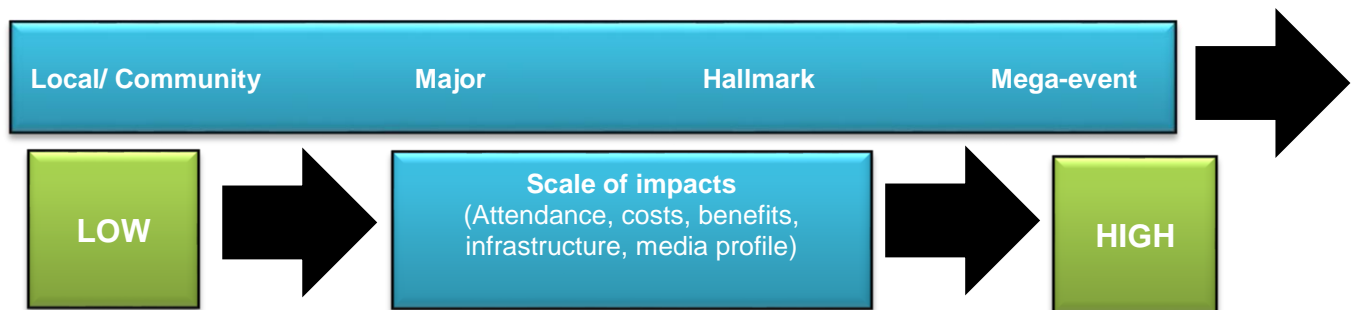 Local/ Community Major Hallmark Mega-event
LOW
Scale of impacts
(Attendance, costs, benefits,
infrastructure, media profile)
HIGH